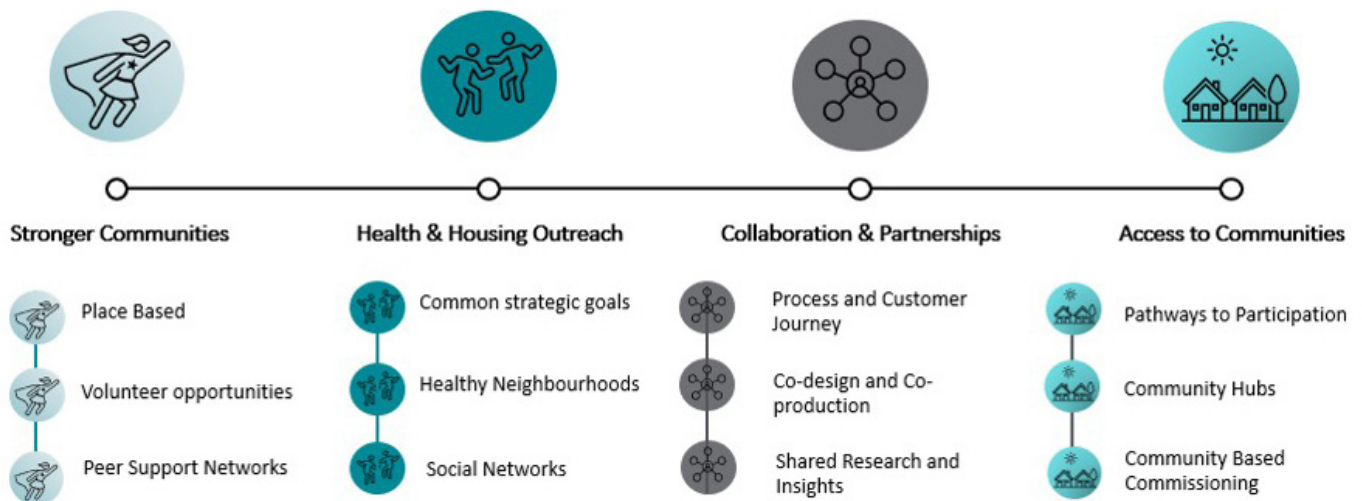 Stronger Communities
Health & Housing Outreach
Collaboration & Partnerships
Access to Communities
Place Based
Volunteer opportunities
Peer Support Networks
Common strategic goals
Healthy Neighbourhoods
Social Networks
Process and Customer
Journey
Co-design and Co-
production
Shared Research and
Insights
Pathways to Participation
Community Hubs
Community Based
Commissioning